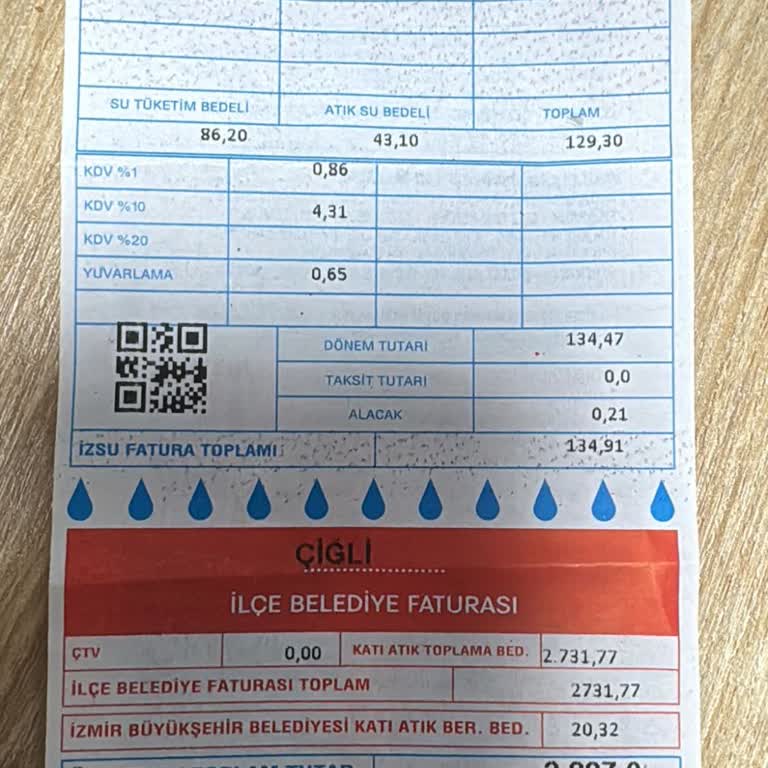 SU TÜKETİM BEDELİ ATIK SU BEDELİ TOPLAM
86,20 43,10 129,30
KDV %1 0,86
KDV %10 4,31
KDV %20
YUVARLAMA 0,65
DÖNEM TUTARI 134,47
TAKSİT TUTARI 0,0
ALACAK 0,21
İZSU FATURA TOPLAMI 134,91
ÇİĞLİ
İLÇE BELEDİYE FATURASI
ÇTV 0,00 KATI ATIK TOPLAMA BED. 2.731,77
İLÇE BELEDİYE FATURASI TOPLAM 2731,77
İZMİR BÜYÜKŞEHİR BELEDİYESİ KATI ATIK BER. BED. 20,32
TOPLAM TUTAR